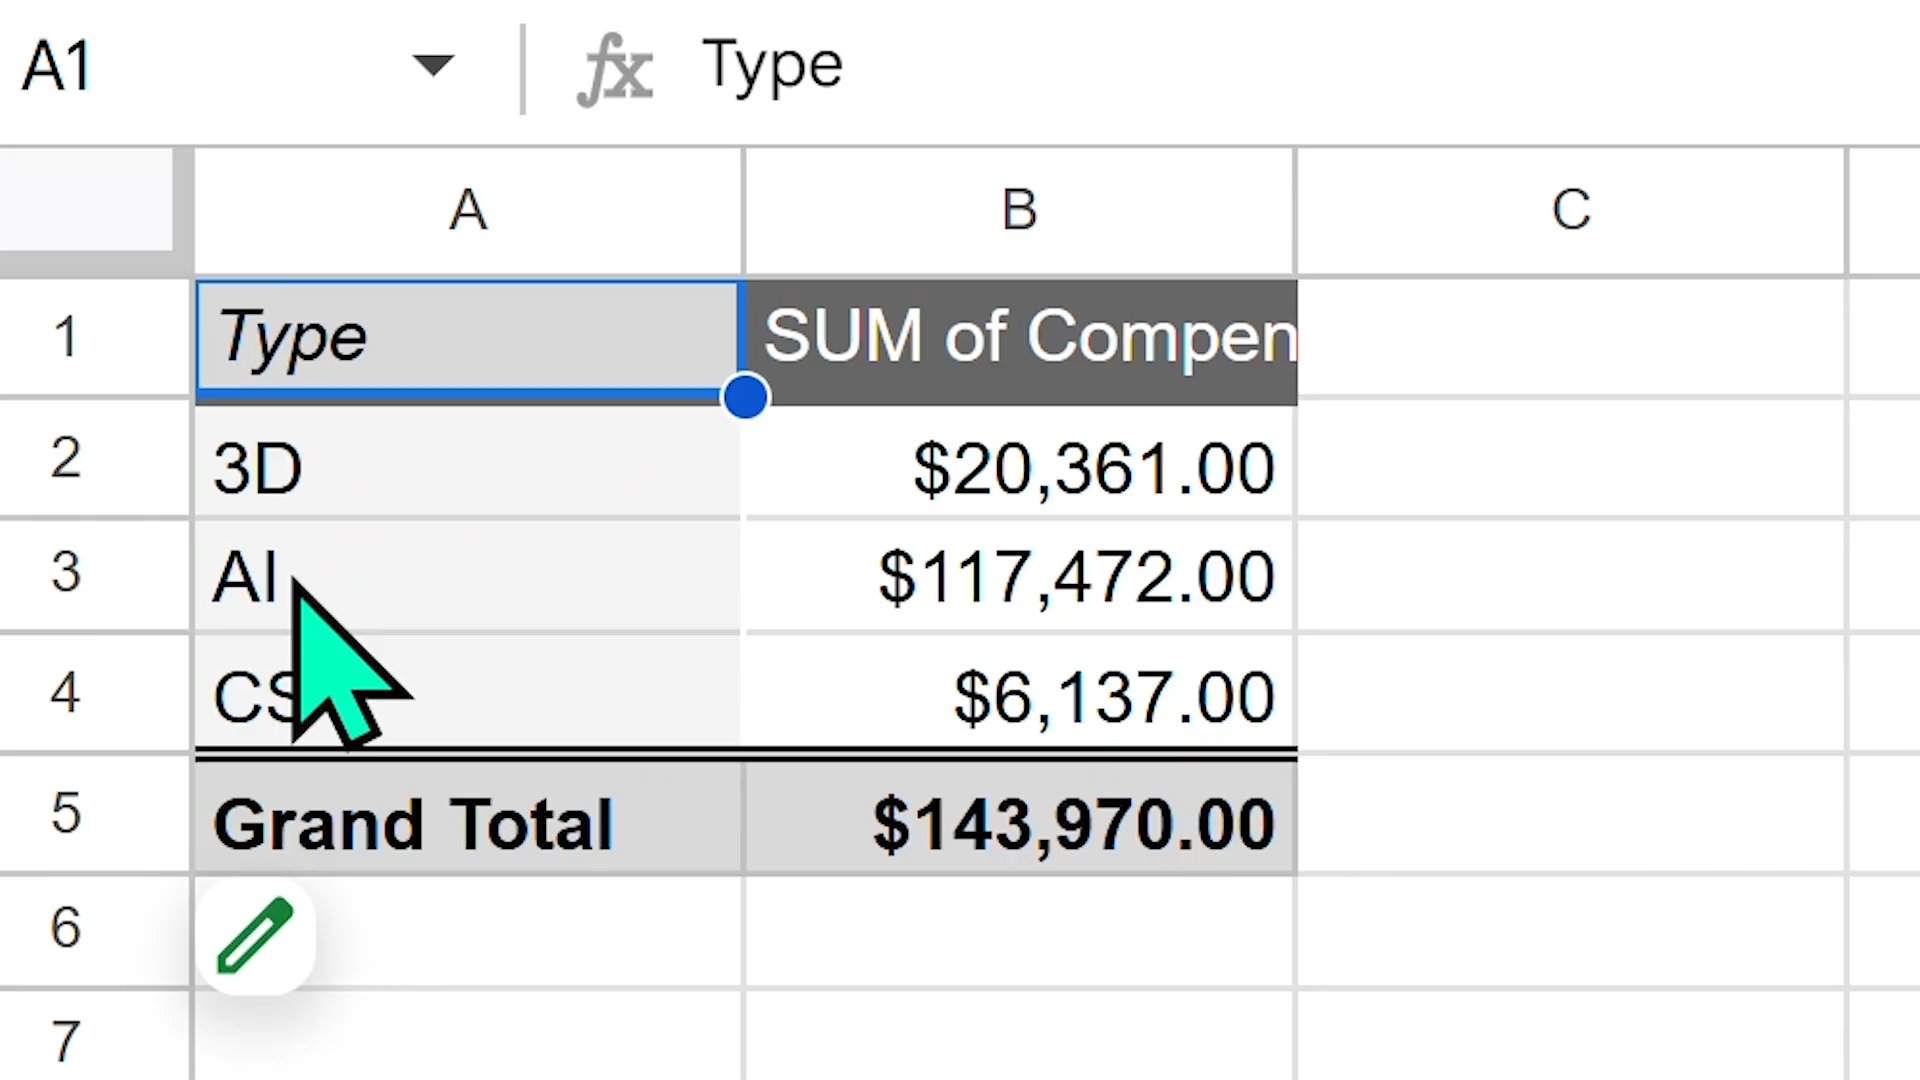 A1 fx Type
A B C
1 Type SUM of Compen
2 3D $20,361.00
3 AI $117,472.00
4 $6,137.00
5 Grand Total $143,970.00
6
7